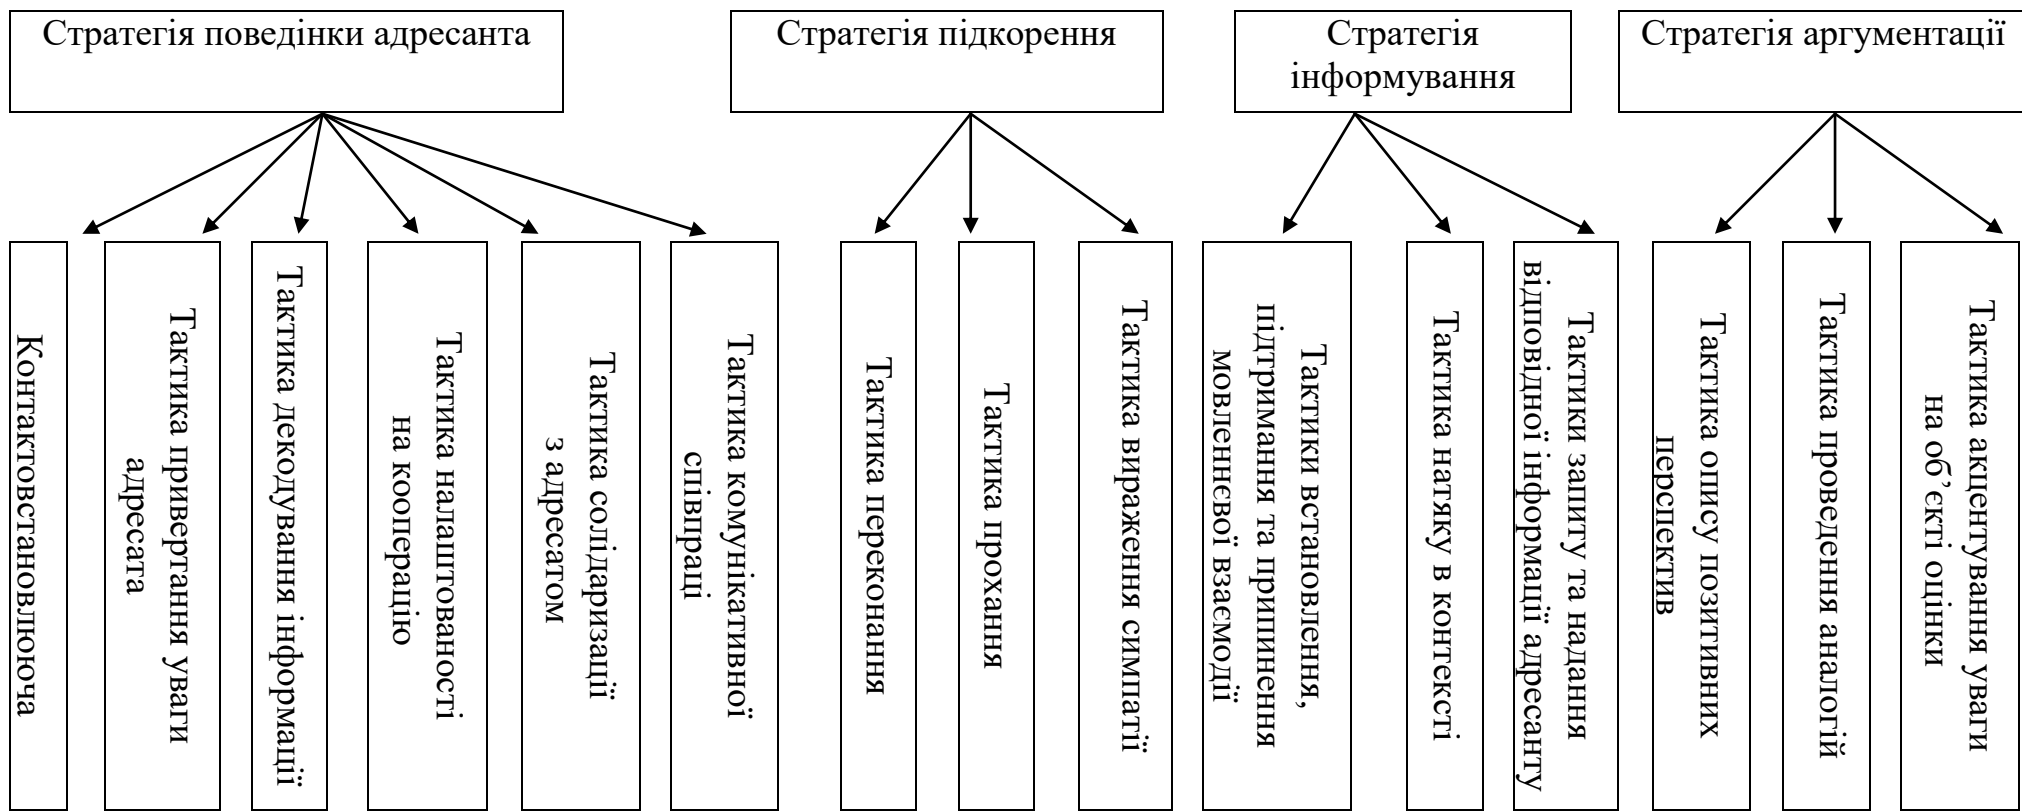 Стратегія поведінки адресанта
Стратегія підкорення
Стратегія
інформування
Стратегія аргументації
Контактовстановлююча
Тактика привертання уваги
адресата
Тактика декодування інформації
Тактика налаштованості
на кооперацію
Тактика солідаризації
з адресатом
Тактика комунікативної
співпраці
Тактика переконання
Тактика прохання
Тактика вираження симпатії
Тактики встановлення,
підтримання та припинення
мовленнєвої взаємодії
Тактика натяку в контексті
Тактики запиту та надання
відповідної інформації адресанту
Тактика опису позитивних
перспектив
Тактика проведення аналогій
Тактика акцентування уваги
на об’єкті оцінки